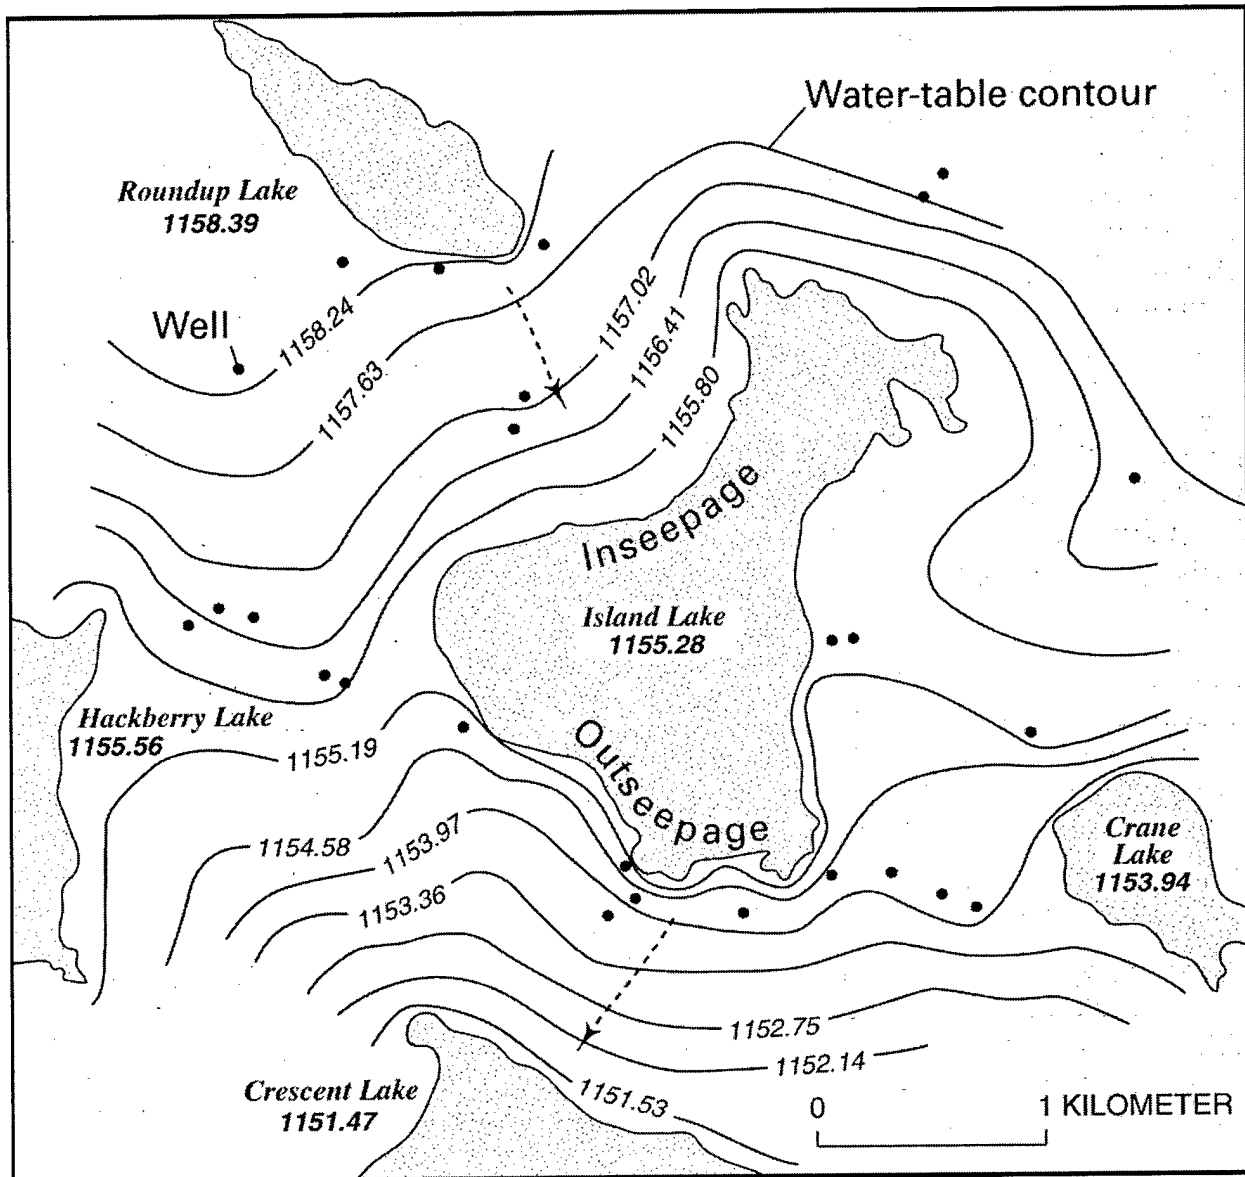 Water-table contour
Roundup Lake
1158.39
Well
1158.24
1157.63
1157.02
1156.41
1155.80
Inseepage
Island Lake
1155.28
Hackberry Lake
1155.56
1155.19
Outseepage
1154.58
1153.97
1153.36
Crane
Lake
1153.94
1152.75
1152.14
1151.53
Crescent Lake
1151.47
0
1 KILOMETER